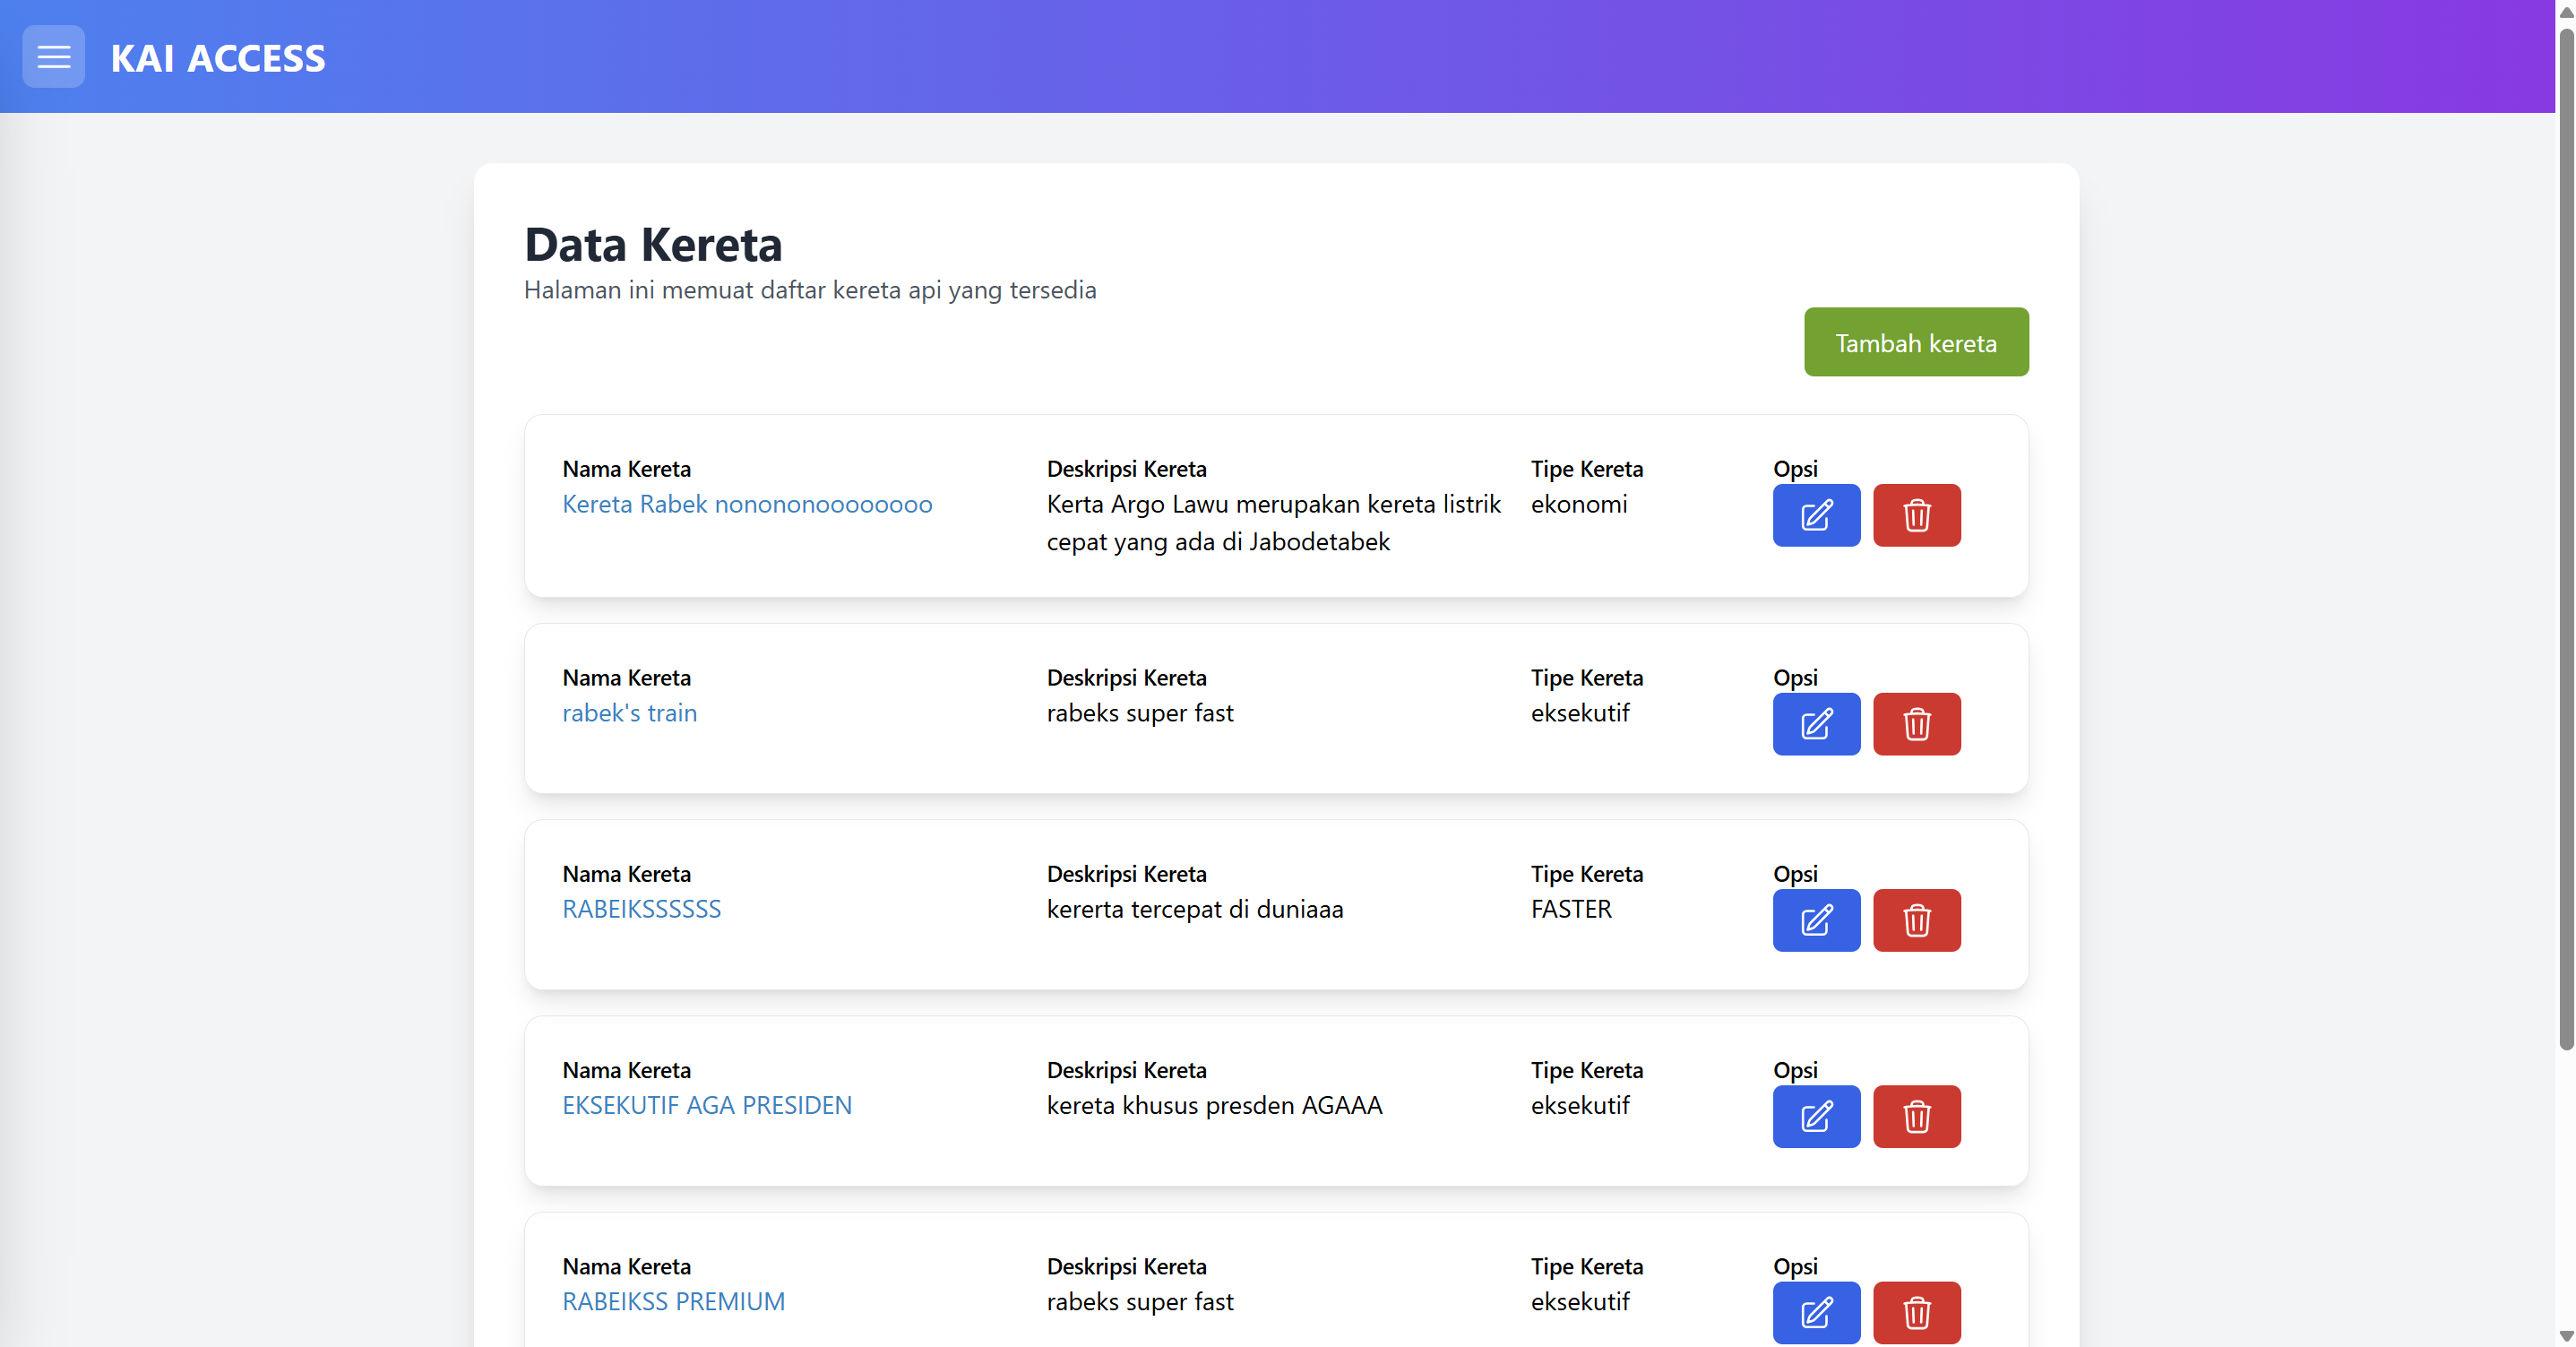 KAI ACCESS
Data Kereta
Halaman ini memuat daftar kereta api yang tersedia
Tambah kereta
Nama Kereta Deskripsi Kereta Tipe Kereta Opsi
Kereta Rabek nonononoooooooo Kerta Argo Lawu merupakan kereta listrik ekonomi
cepat yang ada di Jabodetabek
Nama Kereta Deskripsi Kereta Tipe Kereta Opsi
rabek's train rabeks super fast eksekutif
Nama Kereta Deskripsi Kereta Tipe Kereta Opsi
RABEIKSSSSSS kererta tercepat di duniaaa FASTER
Nama Kereta Deskripsi Kereta Tipe Kereta Opsi
EKSEKUTIF AGA PRESIDEN kereta khusus presden AGAAA eksekutif
Nama Kereta Deskripsi Kereta Tipe Kereta Opsi
RABEIKSS PREMIUM rabeks super fast eksekutif